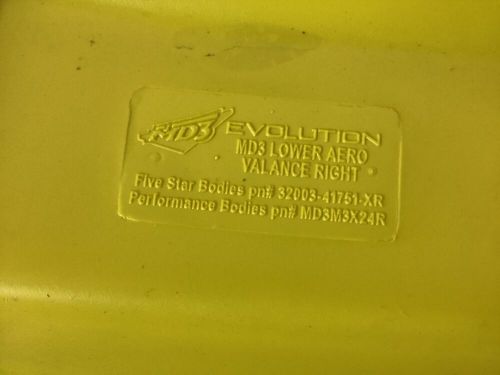 MD3 EVOLUTION
MD3 LOWER AERO
VALANCE RIGHT
Five Star Bodies pn# 32003-41751-XR
Performance Bodies pn# MD3M3X24R